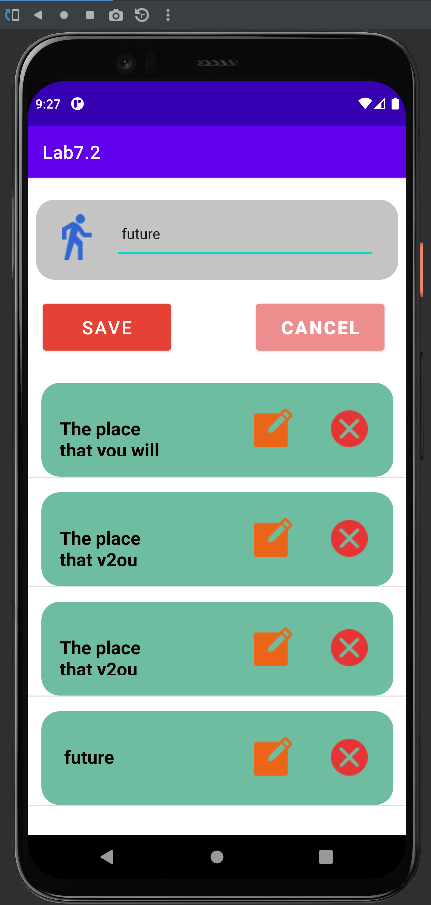 9:27
Lab7.2
future
SAVE
CANCEL
The place
that you will
The place
that v2ou
The place
that v2ou
future